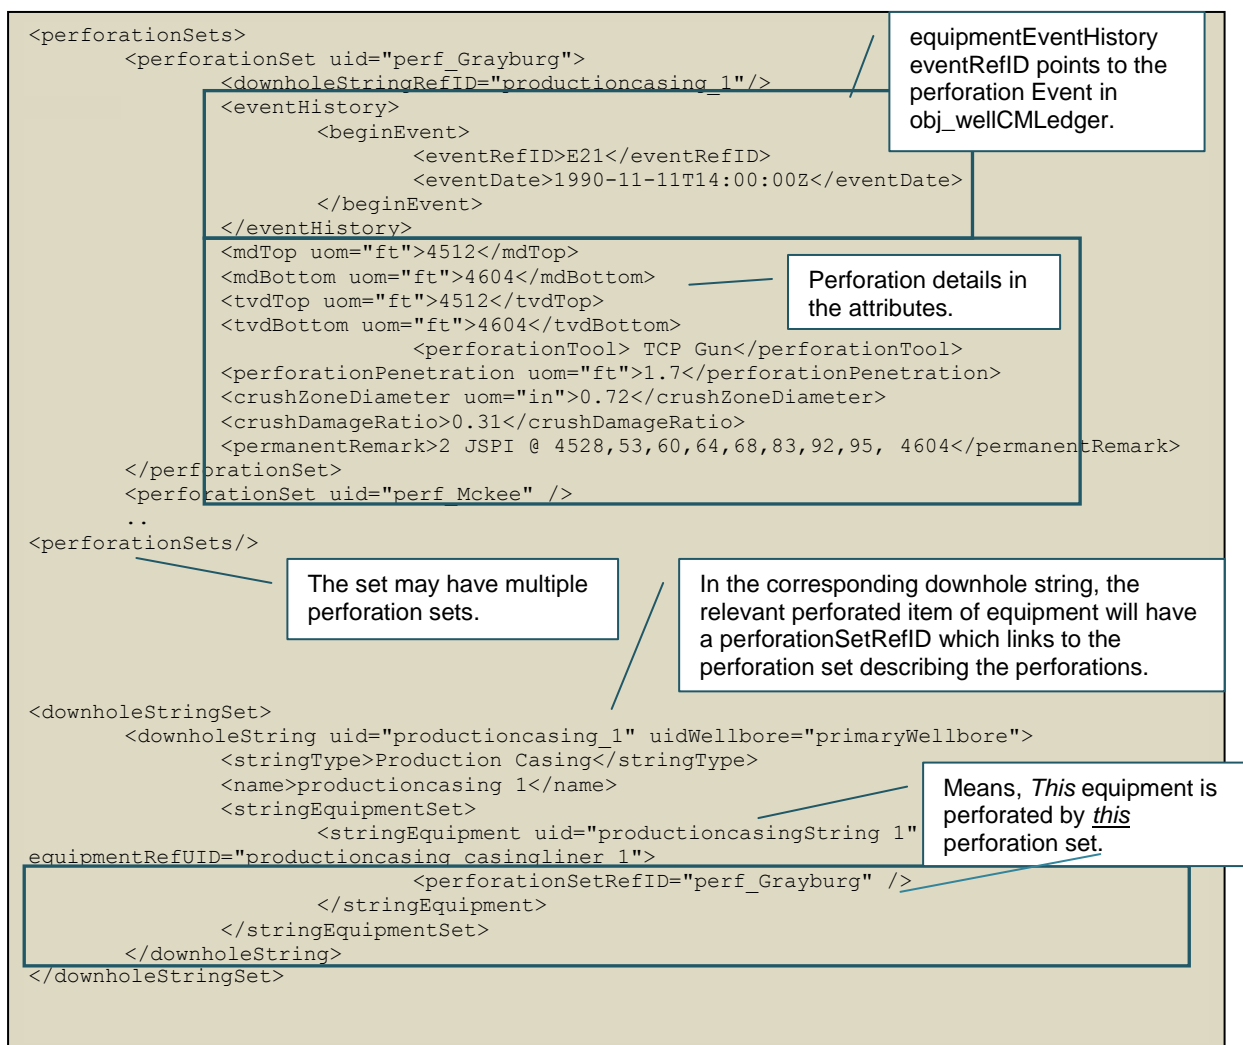 <perforationSets>
<perforationSet uid="perf_Grayburg">
<downholeStringRefID="productioncasing_1"/>
<eventHistory>
<beginEvent>
<eventRefID>E21</eventRefID>
<eventDate>1990-11-11T14:00:00Z</eventDate>
</beginEvent>
</eventHistory>
<mdTop uom="ft">4512</mdTop>
<mdBottom uom="ft">4604</mdBottom>
<tvdTop uom="ft">4512</tvdTop>
<tvdBottom uom="ft">4604</tvdBottom>
<perforationTool> TCP Gun</perforationTool>
<perforationPenetration uom="ft">1.7</perforationPenetration>
<crushZoneDiameter uom="in">0.72</crushZoneDiameter>
<crushDamageRatio>0.31</crushDamageRatio>
<permanentRemark>2 JSPI @ 4528,53,60,64,68,83,92,95, 4604</permanentRemark>
</perforationSet>
<perforationSet uid="perf_Mckee" />
..
<perforationSets/>
equipmentEventHistory
eventRefID points to the
perforation Event in
obj_wellCMLedger.
Perforation details in
the attributes.
The set may have multiple
perforation sets.
In the corresponding downhole string, the
relevant perforated item of equipment will have
a perforationSetRefID which links to the
perforation set describing the perforations.
<downholeStringSet>
<downholeString uid="productioncasing_1" uidWellbore="primaryWellbore">
<stringType>Production Casing</stringType>
<name>productioncasing 1</name>
<stringEquipmentSet>
<stringEquipment uid="productioncasingString 1"
equipmentRefUID="productioncasing_casingliner_1">
<perforationSetRefID="perf_Grayburg" />
</stringEquipment>
</stringEquipmentSet>
</downholeString>
</downholeStringSet>
Means, This equipment is
perforated by this
perforation set.